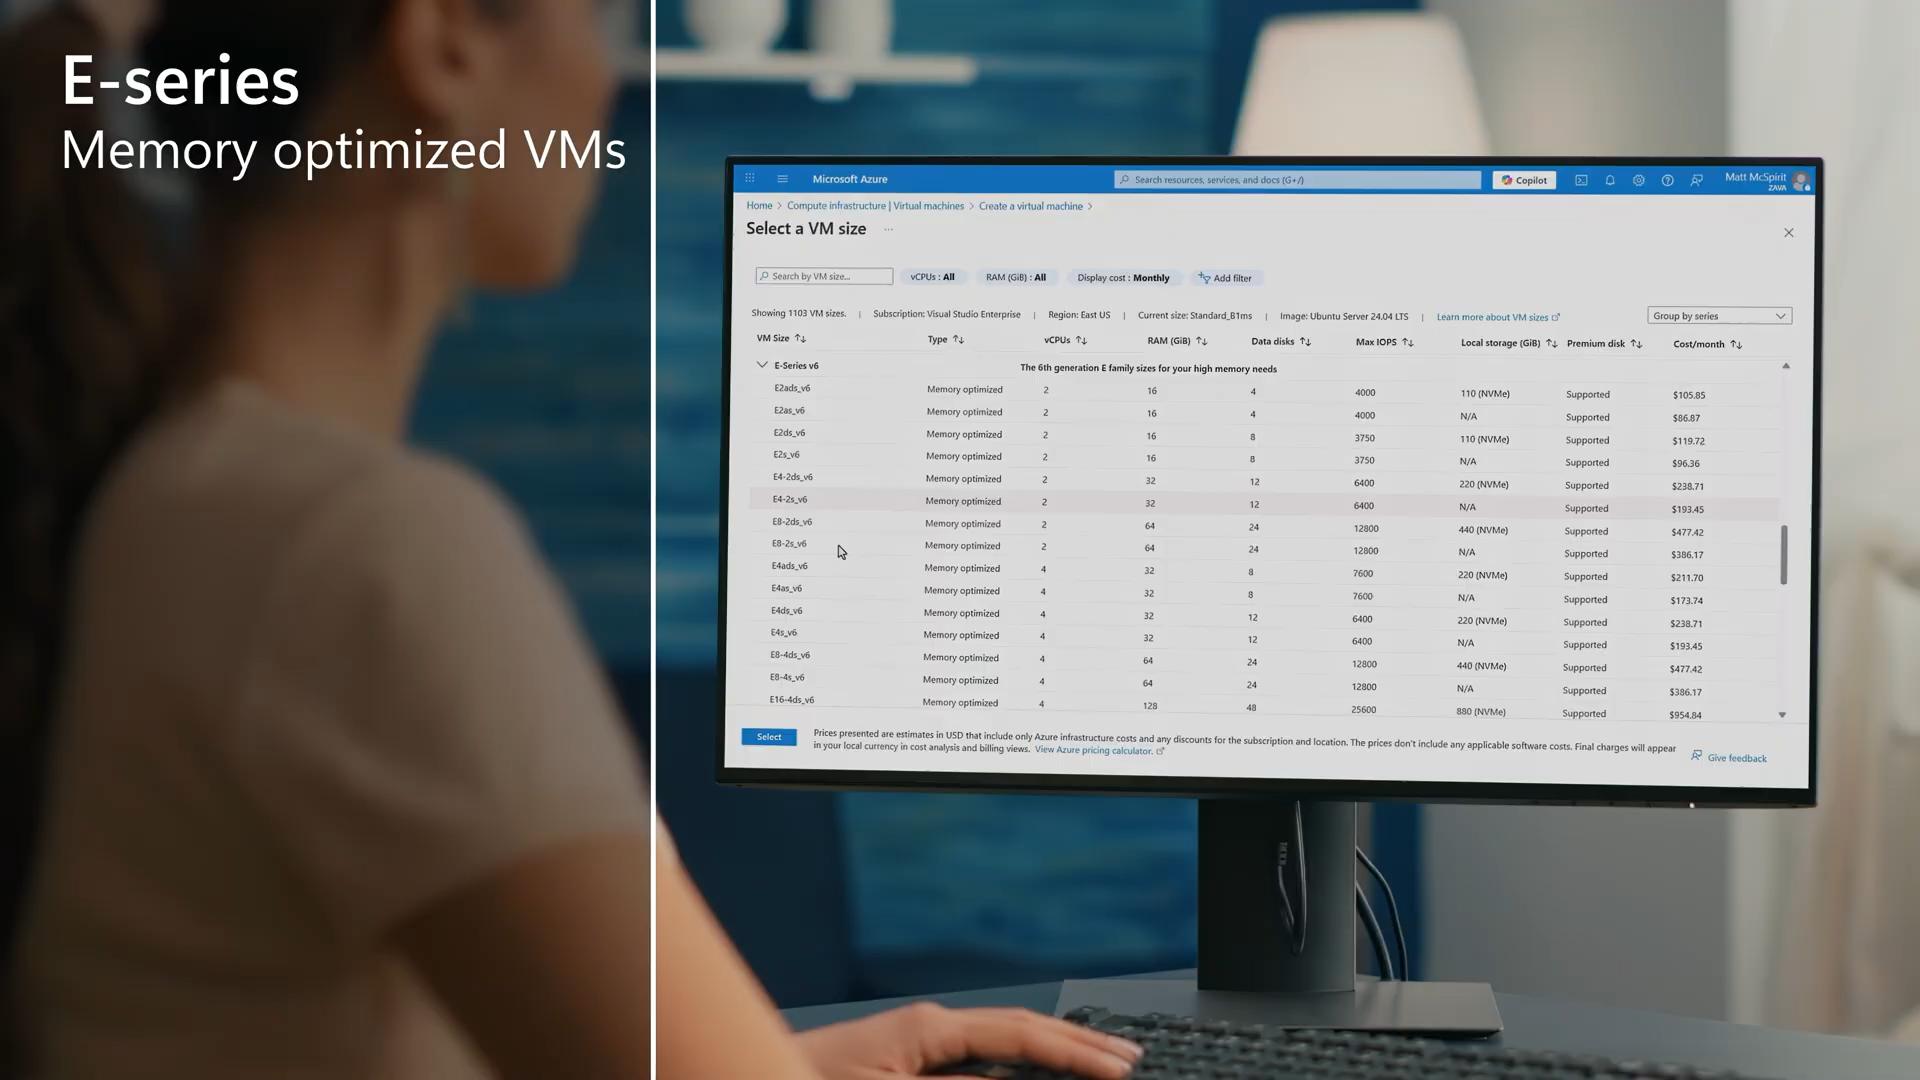 E-series
Memory optimized VMs
Microsoft Azure
Search resources, services, and docs (G+/)
Copilot
Matt McSpirit
ZAVA
Home > Compute infrastructure | Virtual machines > Create a virtual machine >
Select a VM size ...
Search by VM size... vCPUs : All RAM (GiB) : All Display cost : Monthly Add filter
Showing 1103 VM sizes. | Subscription: Visual Studio Enterprise | Region: East US | Current size: Standard_B1ms | Image: Ubuntu Server 24.04 LTS | Learn more about VM sizes Group by series
VM Size Type vCPUs RAM (GiB) Data disks Max IOPS Local storage (GiB) Premium disk Cost/month
E-Series v6 The 6th generation E family sizes for your high memory needs
E2ads_v6 Memory optimized 2 16 4 4000 110 (NVMe) Supported $105.85
E2as_v6 Memory optimized 2 16 4 4000 N/A Supported $86.87
E2ds_v6 Memory optimized 2 16 8 3750 110 (NVMe) Supported $119.72
E2s_v6 Memory optimized 2 16 8 3750 N/A Supported $96.36
E4-2ds_v6 Memory optimized 2 32 12 6400 220 (NVMe) Supported $238.71
E4-2s_v6 Memory optimized 2 32 12 6400 N/A Supported $193.45
E8-2ds_v6 Memory optimized 2 64 24 12800 440 (NVMe) Supported $477.42
E8-2s_v6 Memory optimized 2 64 24 12800 N/A Supported $386.17
E4ads_v6 Memory optimized 4 32 8 7600 220 (NVMe) Supported $211.70
E4as_v6 Memory optimized 4 32 8 7600 N/A Supported $173.74
E4ds_v6 Memory optimized 4 32 12 6400 220 (NVMe) Supported $238.71
E4s_v6 Memory optimized 4 32 12 6400 N/A Supported $193.45
E8-4ds_v6 Memory optimized 4 64 24 12800 440 (NVMe) Supported $477.42
E8-4s_v6 Memory optimized 4 64 24 12800 N/A Supported $386.17
E16-4ds_v6 Memory optimized 4 128 48 25600 880 (NVMe) Supported $954.84
Select
Prices presented are estimates in USD that include only Azure infrastructure costs and any discounts for the subscription and location. The prices don't include any applicable software costs. Final charges will appear
in your local currency in cost analysis and billing views. View Azure pricing calculator.
Give feedback